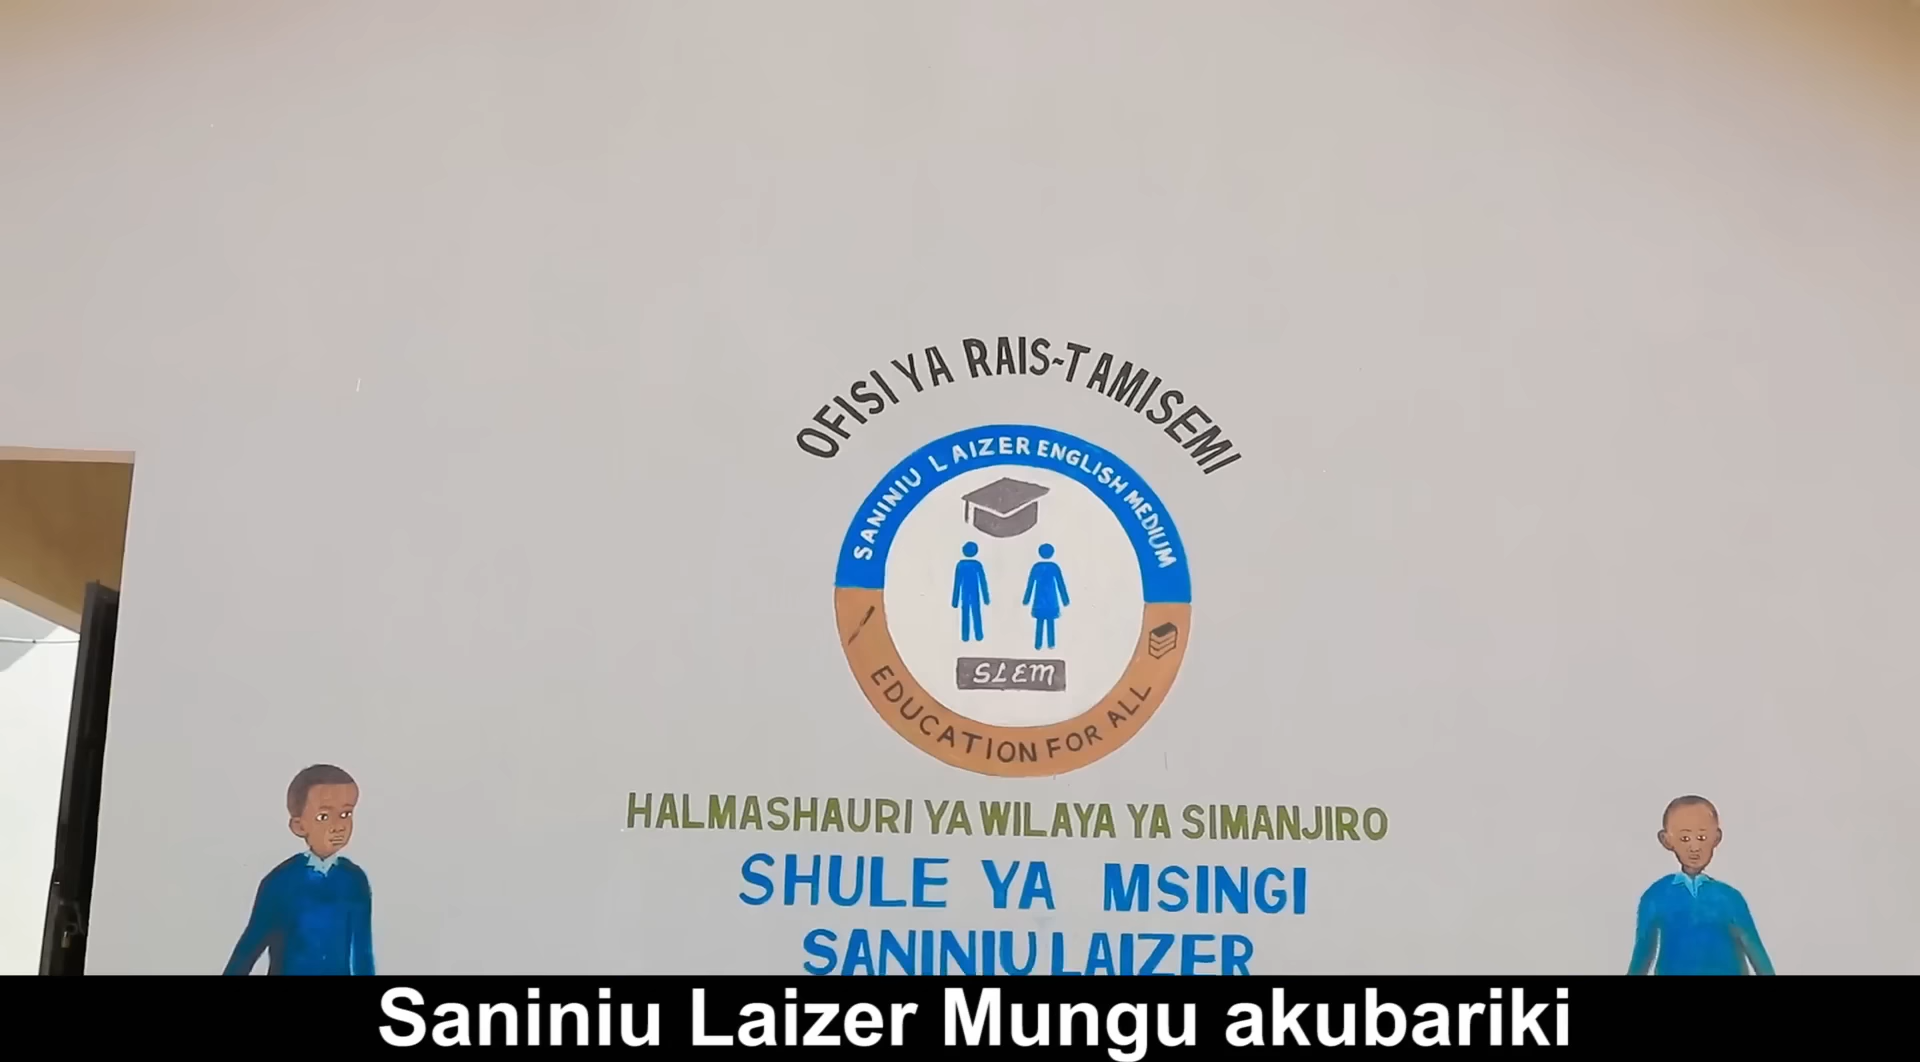 OFISI YA RAIS~TAMISEMI
SANINIU LAIZER ENGLISH MEDIUM
SLEM
EDUCATION FOR ALL
HALMASHAURI YA WILAYA YA SIMANJIRO
SHULE YA MSINGI
SANINIU LAIZER
Saniniu Laizer Mungu akubariki